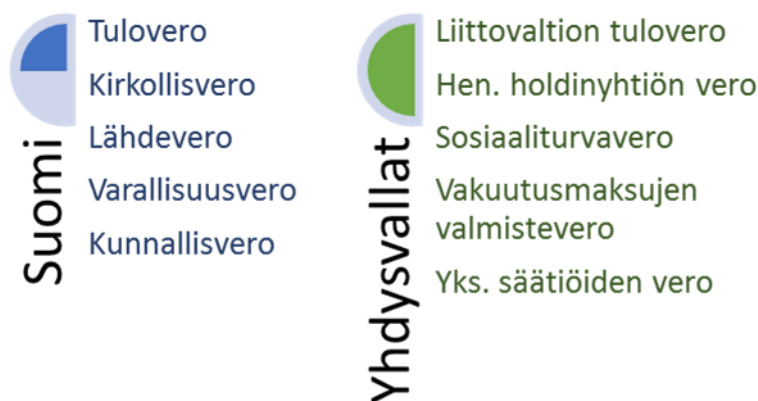 Suomi
Tulovero
Kirkollisvero
Lähdevero
Varallisuusvero
Kunnallisvero
Yhdysvallat
Liittovaltion tulovero
Hen. holdinyhtiön vero
Sosiaaliturvavero
Vakuutusmaksujen
valmistevero
Yks. säätiöiden vero